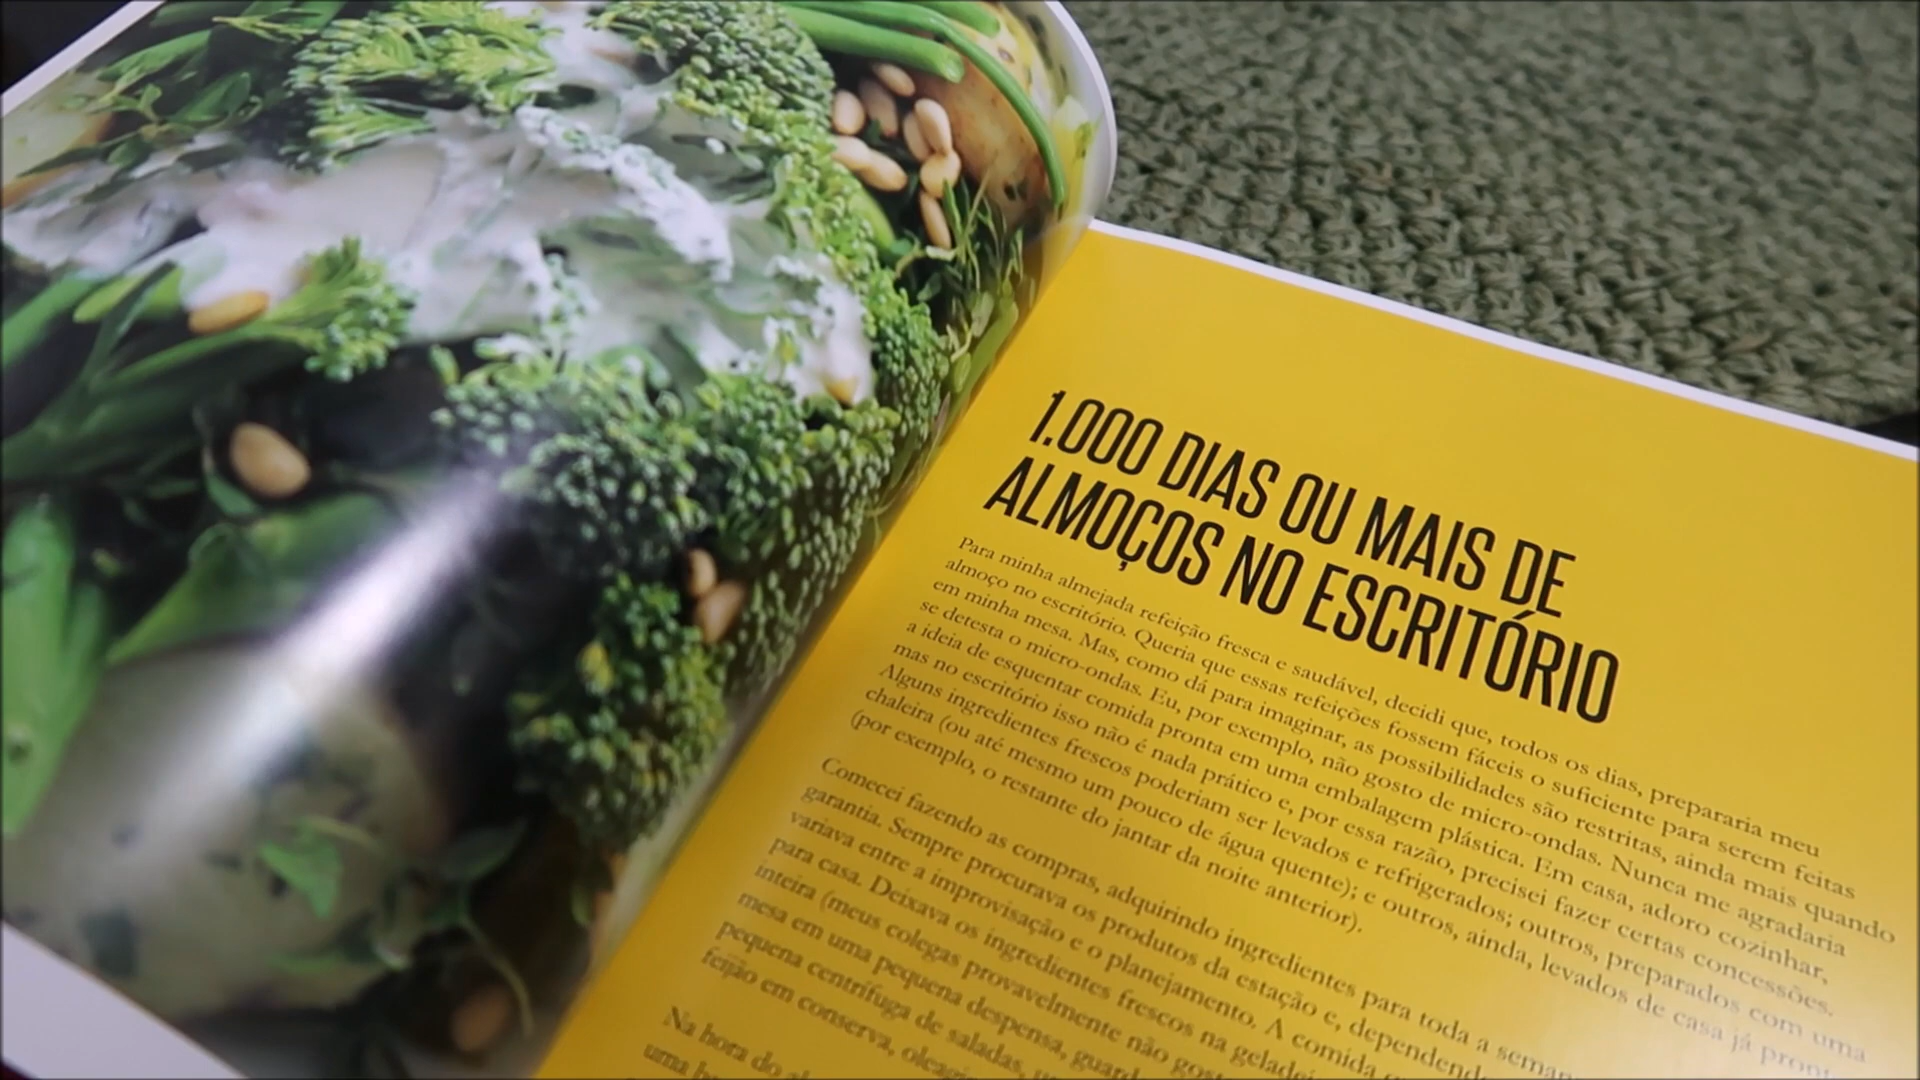 1.000 DIAS OU MAIS DE
ALMOÇOS NO ESCRITÓRIO
Para minha almejada refeição fresca e saudável, decidi que, todos os dias, prepararia meu
almoço no escritório. Queria que essas refeições fossem fáceis o suficiente para serem feitas
em minha mesa. Mas, como dá para imaginar, as possibilidades são restritas, ainda mais quando
se detesta o micro-ondas. Eu, por exemplo, não gosto de micro-ondas. Nunca me agradaria
a ideia de esquentar comida pronta em uma embalagem plástica. Em casa, adoro cozinhar,
mas no escritório isso não é nada prático e, por essa razão, precisei fazer certas concessões.
Alguns ingredientes frescos poderiam ser levados e refrigerados; outros, preparados com uma
chaleira (ou até mesmo um pouco de água quente); e outros, ainda, levados de casa já
(por exemplo, o restante do jantar da noite anterior).
Comecei fazendo as compras, adquirindo ingredientes para toda a semana
garantia. Sempre procurava os produtos da estação e,
variava entre a improvisação e o planejamento. A comida
para casa. Deixava os ingredientes frescos na
inteira (meus colegas provavelmente não
mesa em uma pequena despensa,
pequena centrífuga de saladas,
feijão em conserva,
Na hora do
uma